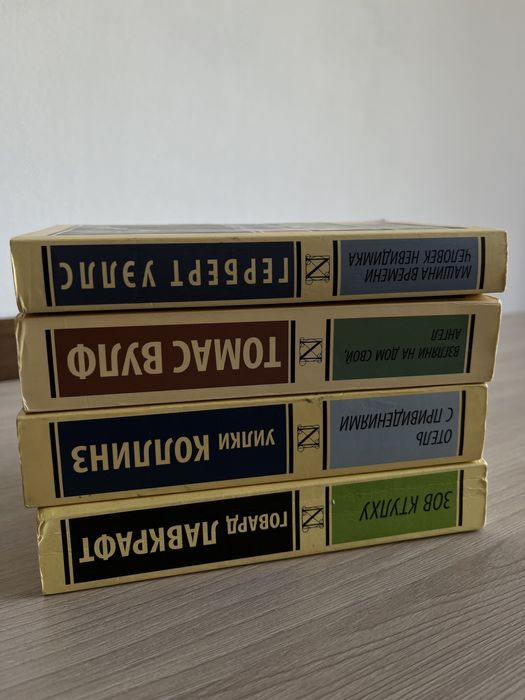 ГЕРБЕРТ УЭЛЛС
МАШИНА ВРЕМЕНИ
ЧЕЛОВЕК НЕВИДИМКА
ТОМАС ВУЛФ
ВЗГЛЯНИ НА ДОМ СВОЙ,
АНГЕЛ
УИЛКИ КОЛЛИНЗ
ОТЕЛЬ
С ПРИВИДЕНИЯМИ
ГОВАРД ЛАВКРАФТ
ЗОВ КТУЛХУ